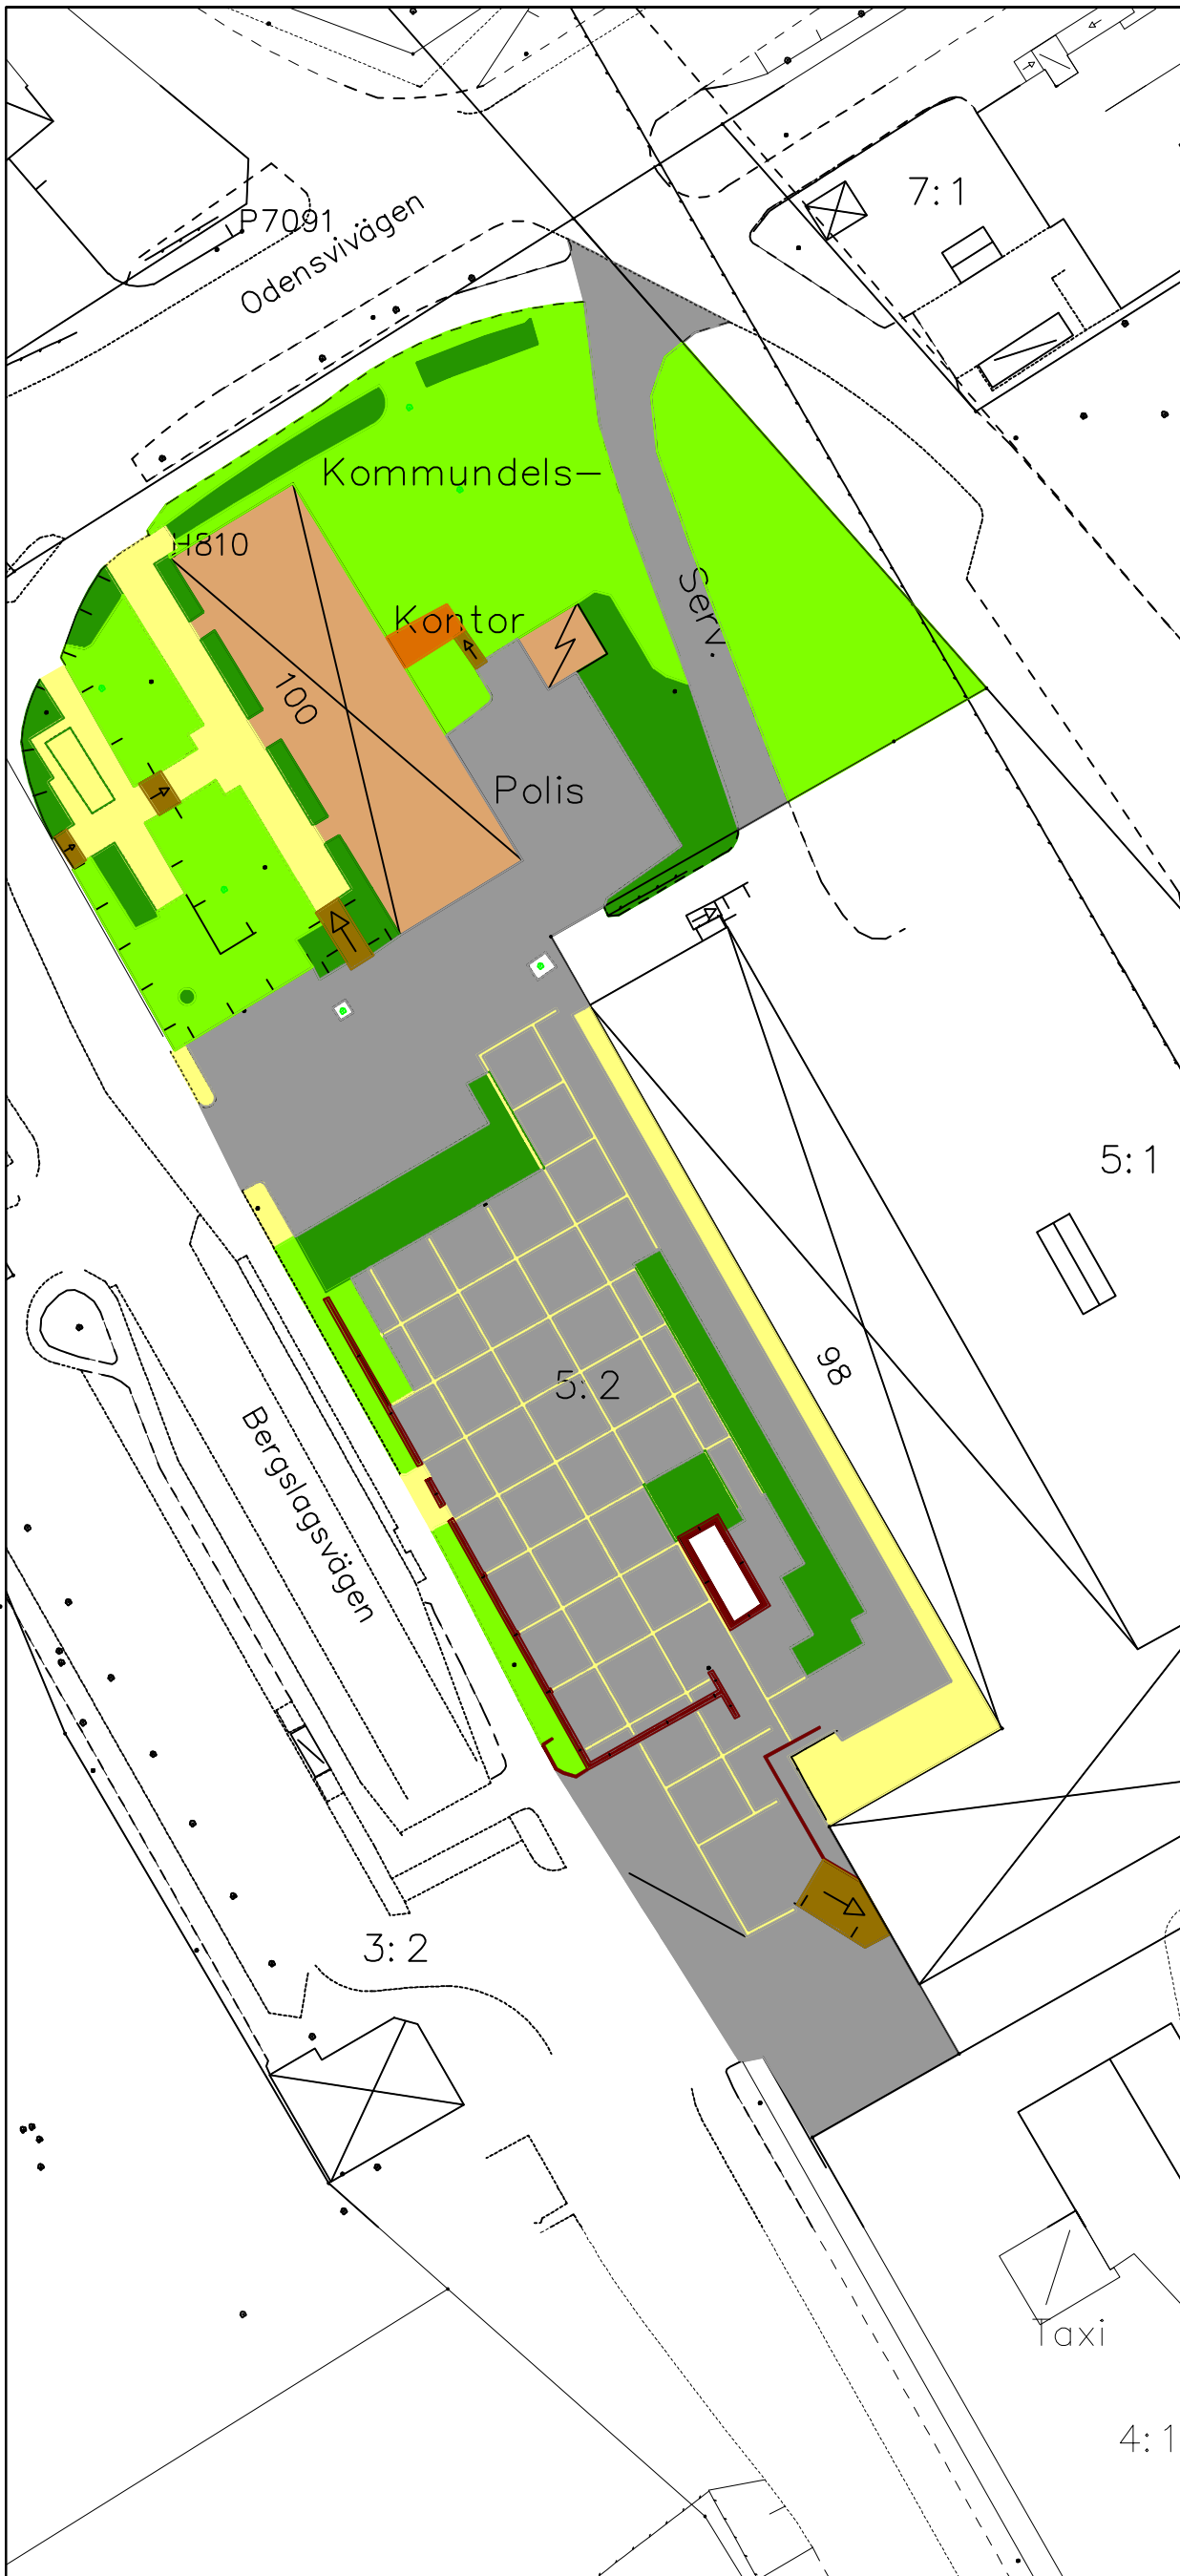 7:1
P7091
Odensvivägen
Kommundels-
H810
Kontor
Serv.
100
Polis
5:1
98
5:2
Bergslagsvägen
3:2
Taxi
4:1